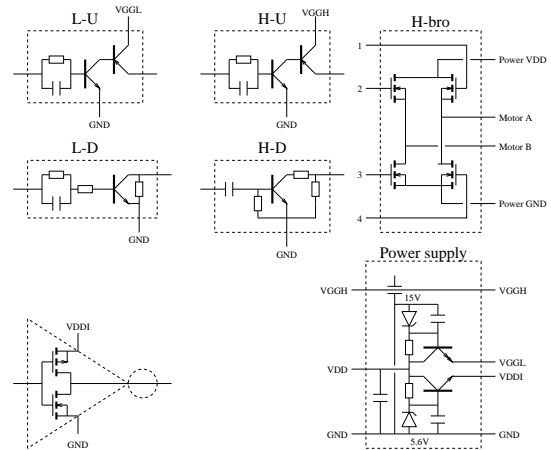 L-U
H-U
H-bro
VGGL
VGGH
1
Power VDD
2
Motor A
GND
GND
Motor B
L-D
H-D
3
Power GND
4
GND
GND
Power supply
VGGH
VGGH
15V
VDDI
VGGL
VDD
VDDI
GND
GND
GND
5.6V